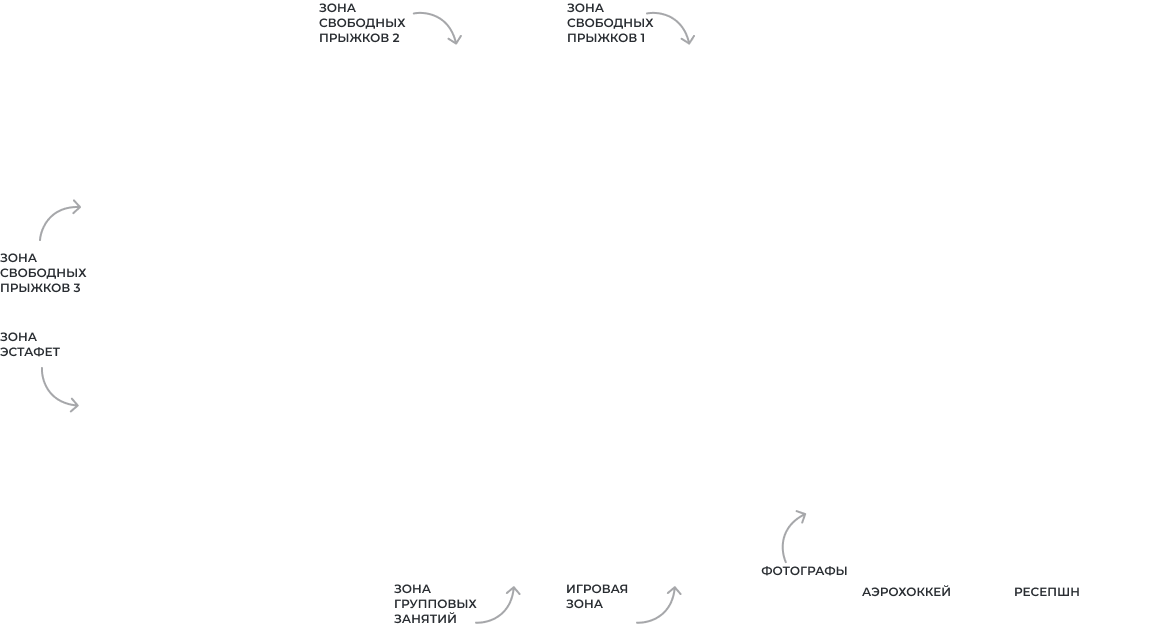 ЗОНА
СВОБОДНЫХ
ПРЫЖКОВ 2
ЗОНА
СВОБОДНЫХ
ПРЫЖКОВ 1
ЗОНА
СВОБОДНЫХ
ПРЫЖКОВ 3
ЗОНА
ЭСТАФЕТ
ЗОНА
ГРУППОВЫХ
ЗАНЯТИЙ
ИГРОВАЯ
ЗОНА
ФОТОГРАФЫ
АЭРОХОККЕЙ
РЕСЕПШН